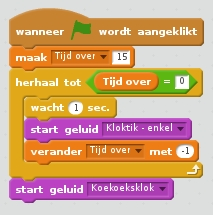 wanneer wordt aangeklikt
maak Tijd over 15
herhaal tot Tijd over = 0
wacht 1 sec.
start geluid Kloktik - enkel
verander Tijd over met -1
start geluid Koekoeksklok